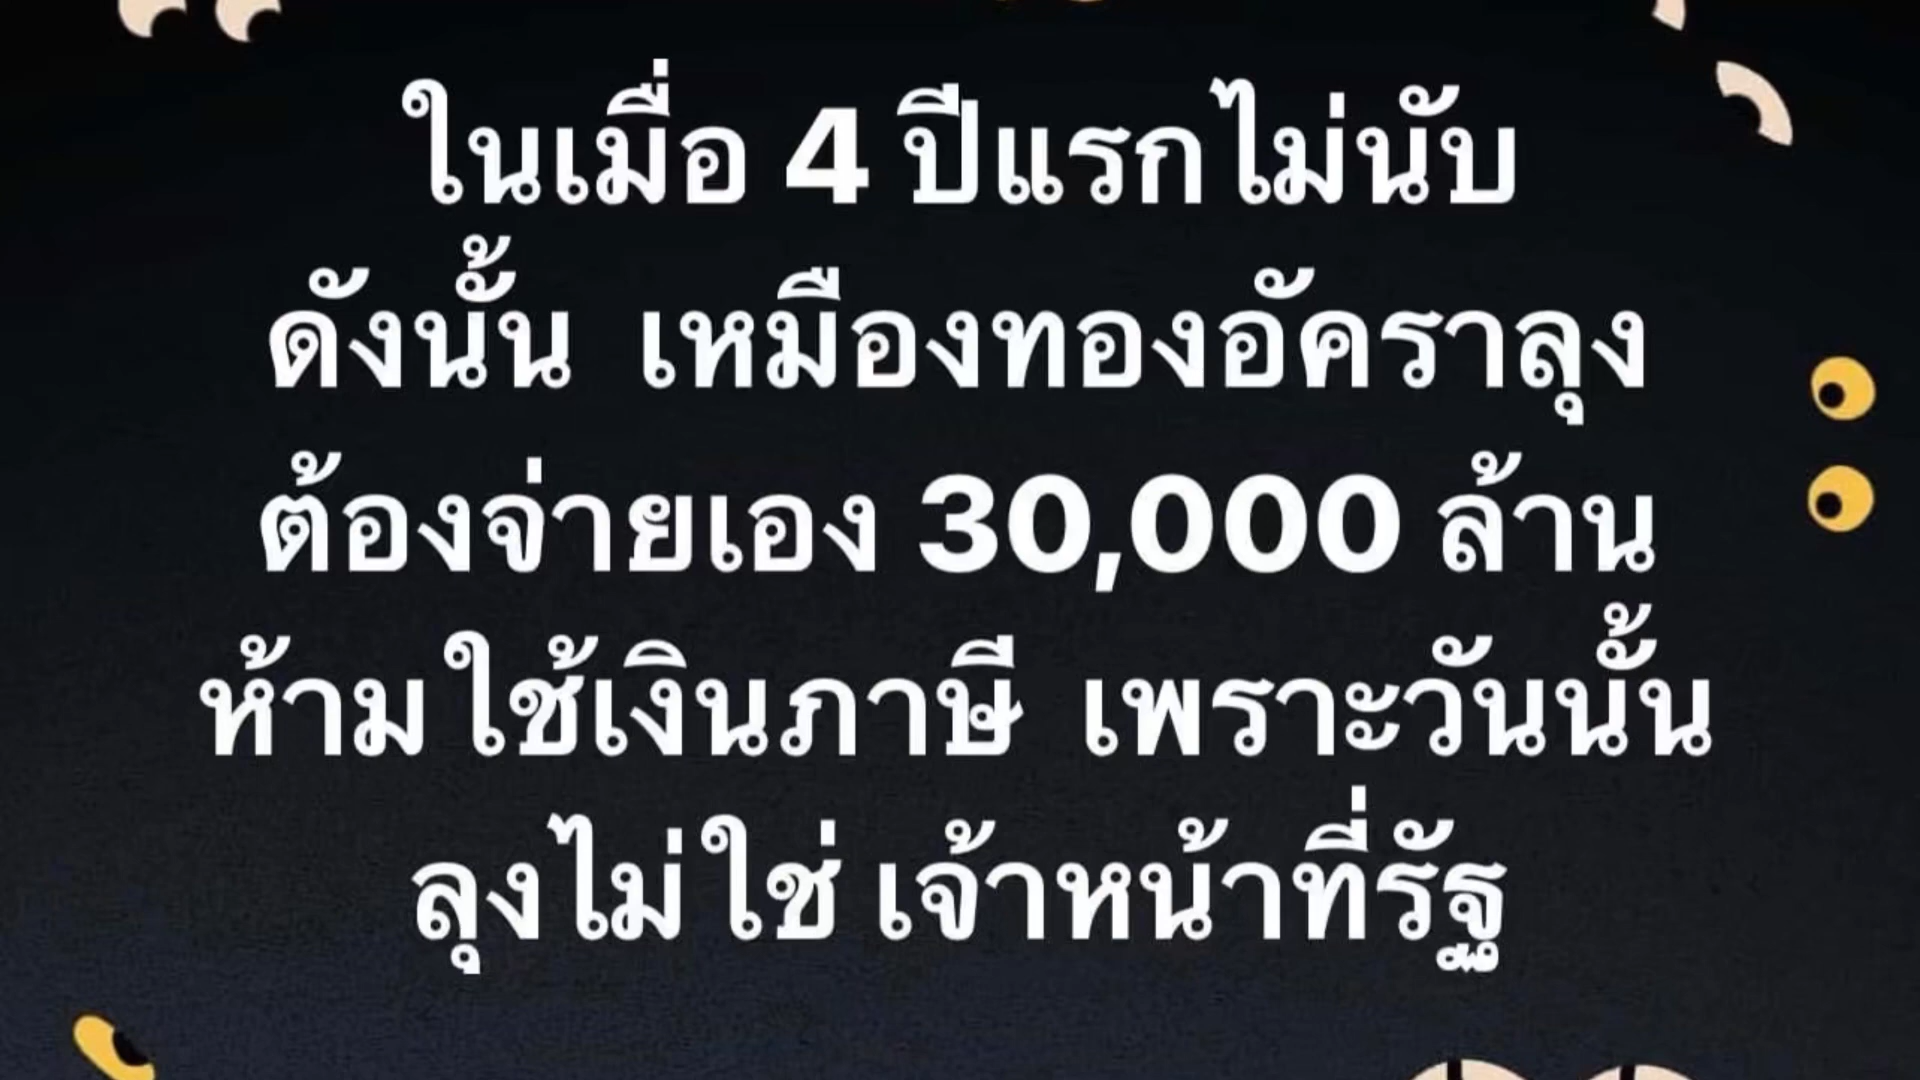 ในเมื่อ 4 ปีแรกไม่นับ
ดังนั้น เหมืองทองอัคราลุง
ต้องจ่ายเอง 30,000 ล้าน
ห้ามใช้เงินภาษี เพราะวันนั้น
ลุงไม่ใช่ เจ้าหน้าที่รัฐ